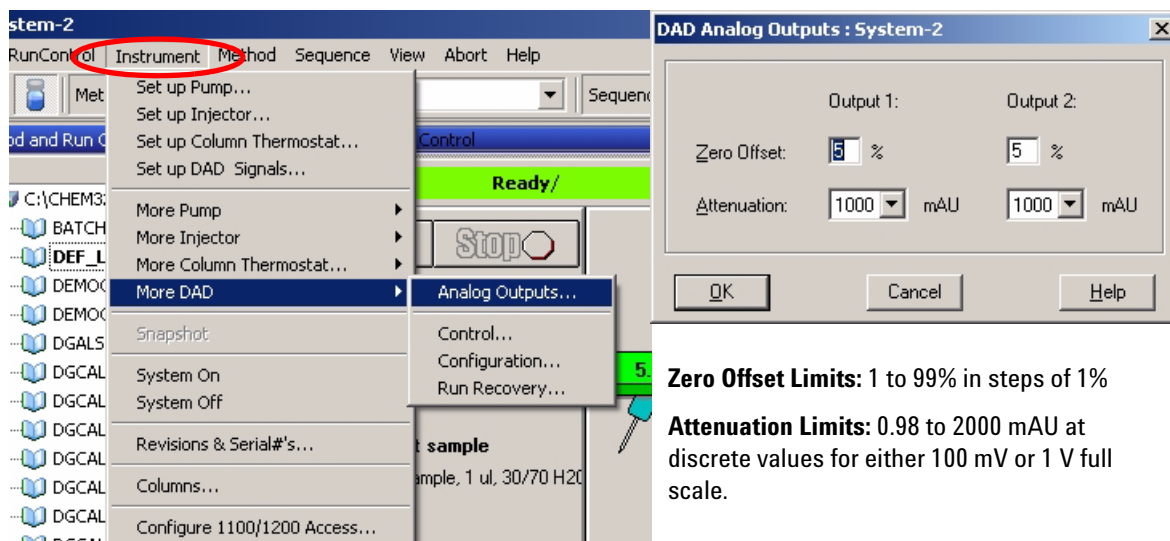 stem-2
RunControl Instrument Method Sequence View Abort Help
Met
Sequen
od and Run C
Control
Ready/
C:\CHEM32
BATCH
DEF_L
DEMO
DEMO
DGALS
DGCAL
DGCAL
DGCAL
DGCAL
DGCAL
DGCAL
Set up Pump...
Set up Injector...
Set up Column Thermostat...
Set up DAD Signals...
More Pump
More Injector
More Column Thermostat...
More DAD
Snapshot
System On
System Off
Revisions & Serial#'s...
Columns...
Configure 1100/1200 Access...
Stop
Analog Outputs...
Control...
Configuration...
Run Recovery...
5.
t sample
ample, 1 ul, 30/70 H2O
DAD Analog Outputs : System-2
Output 1: Output 2:
Zero Offset: 5 % 5 %
Attenuation: 1000 mAU 1000 mAU
OK Cancel Help
Zero Offset Limits: 1 to 99% in steps of 1%
Attenuation Limits: 0.98 to 2000 mAU at
discrete values for either 100 mV or 1 V full
scale.